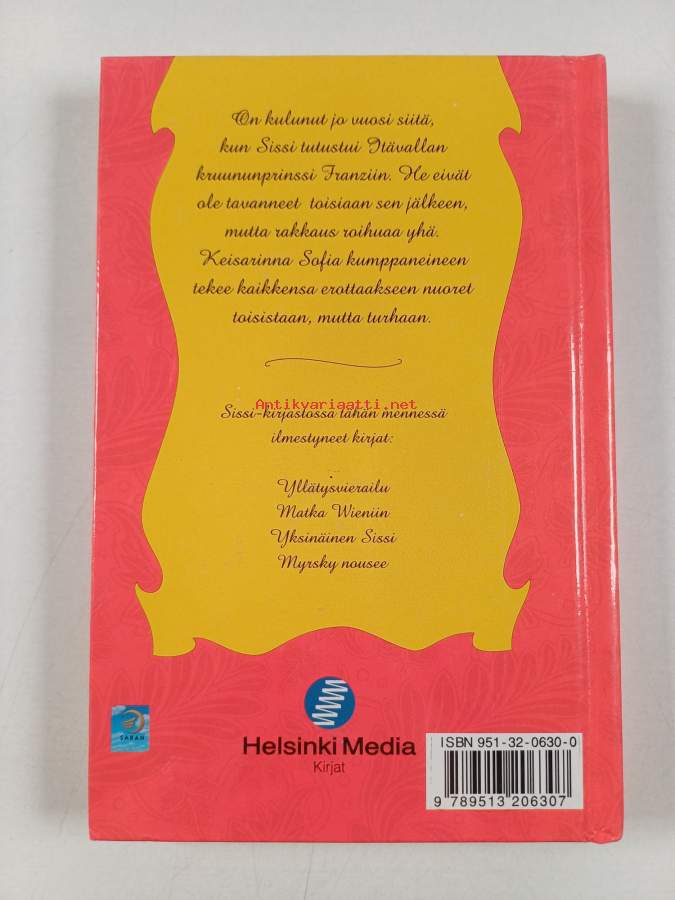 On kulunut jo vuosi siitä,
kun Sissi tutustui Itävallan
kruununprinssi Franziin. He eivät
ole tavanneet toisiaan sen jälkeen,
mutta rakkaus roihuaa yhä.
Keisarinna Sofia kumppaneineen
tekee kaikkensa erottaakseen nuoret
toisistaan, mutta turhaan.
Antikvariaatti.net
Sissi-kirjastossa tähän mennessä
ilmestyneet kirjat:
Yllätysvierailu
Matka Wieniin
Yksinäinen Sissi
Myrsky nousee
SABAN
Helsinki Media
Kirjat
ISBN 951-32-0630-0
9 789513 206307